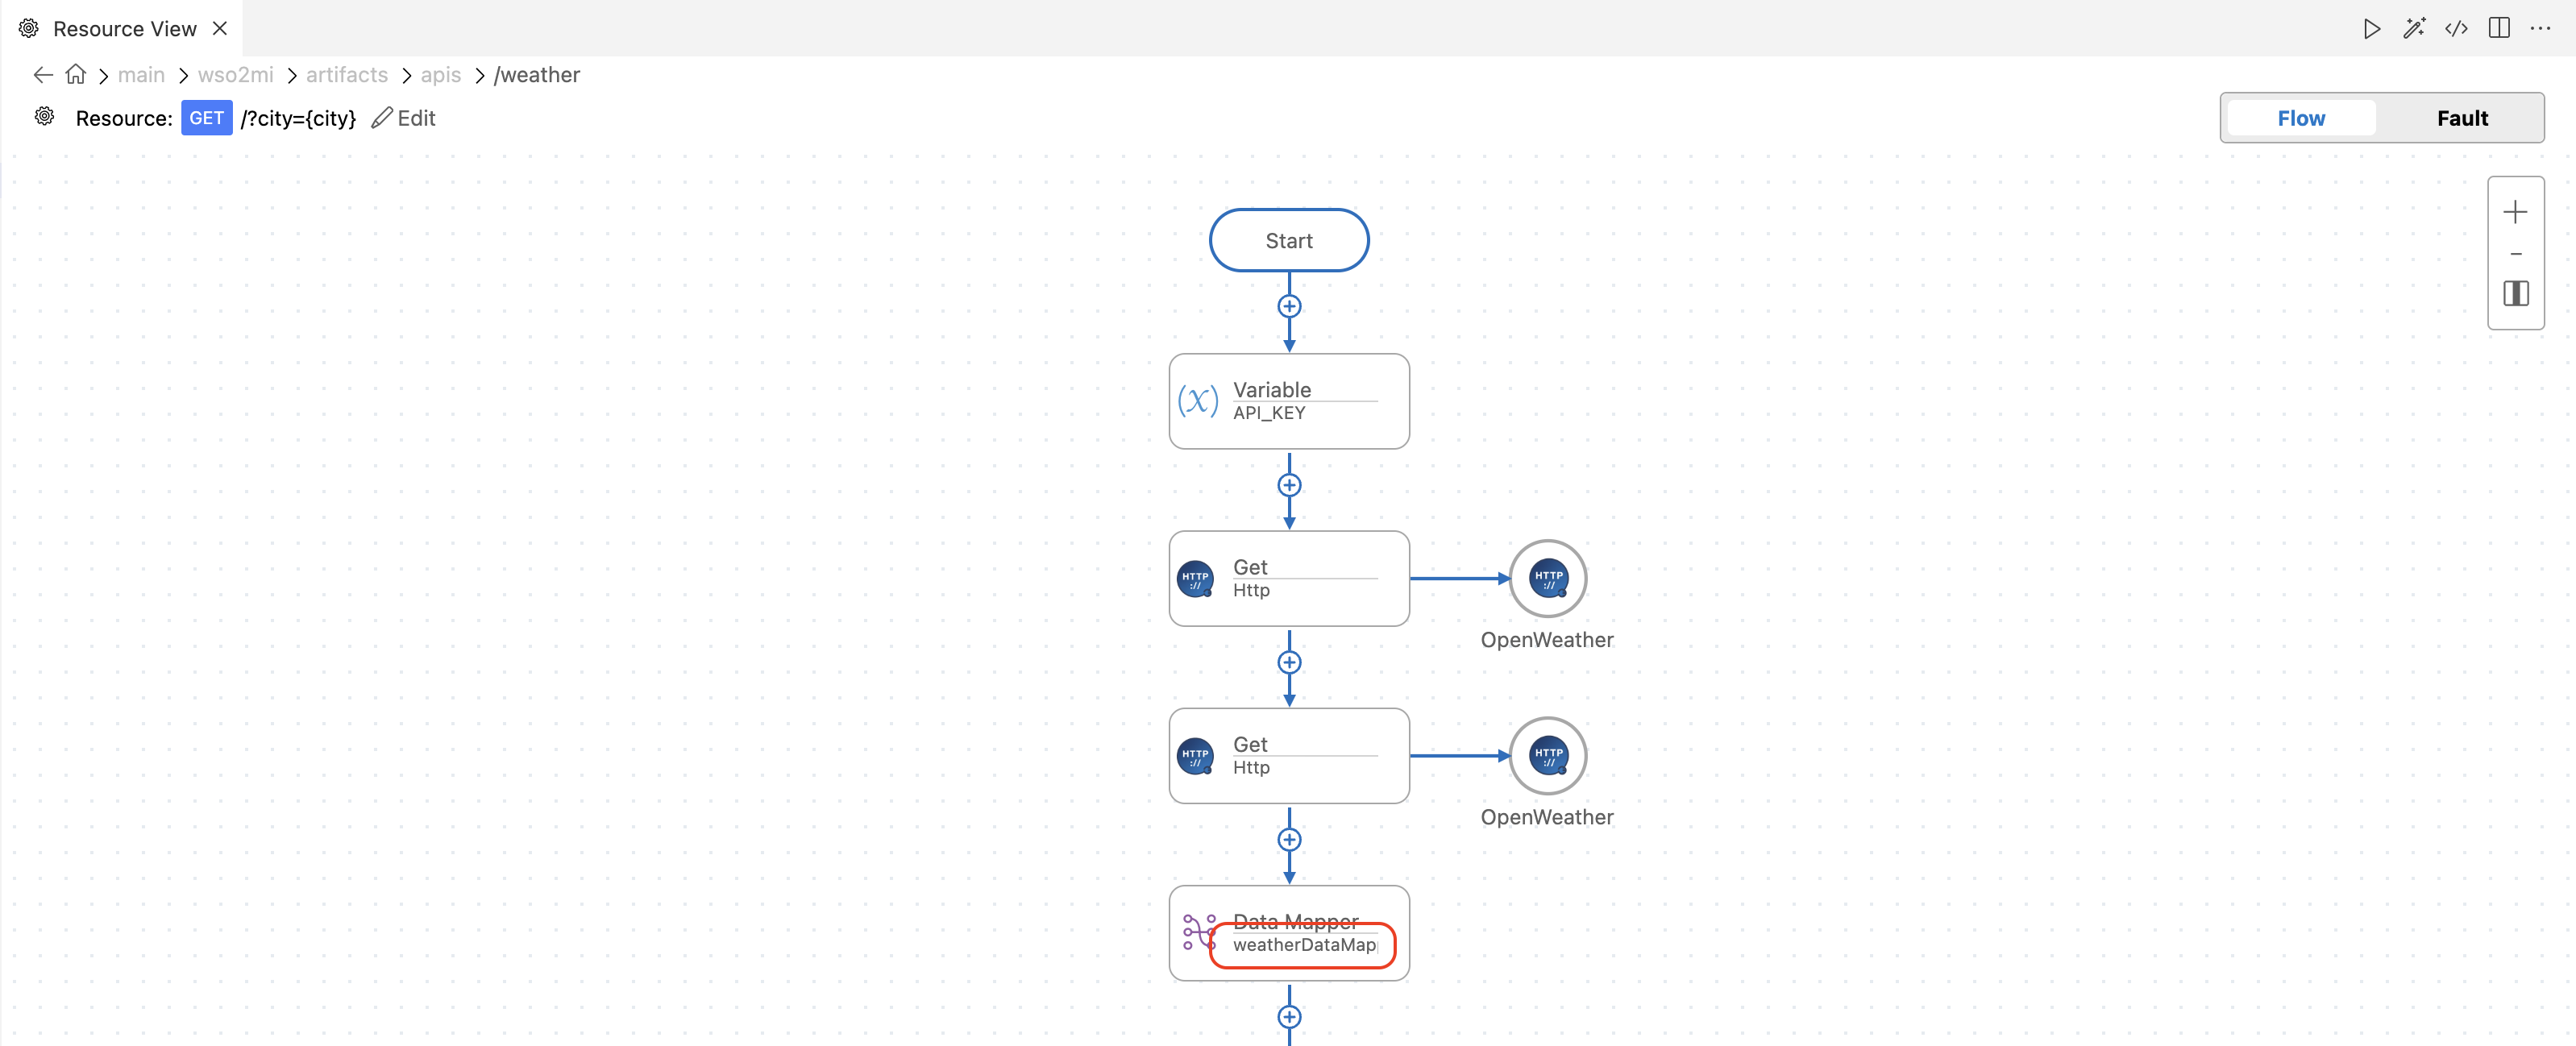 Resource View
main wso2mi artifacts apis /weather
Resource: GET /?city={city} Edit
Flow Fault
Start
Variable
API_KEY
Get
Http
HTTP ://
HTTP ://
OpenWeather
Get
Http
HTTP ://
HTTP ://
OpenWeather
Data Mapper
weatherDataMap